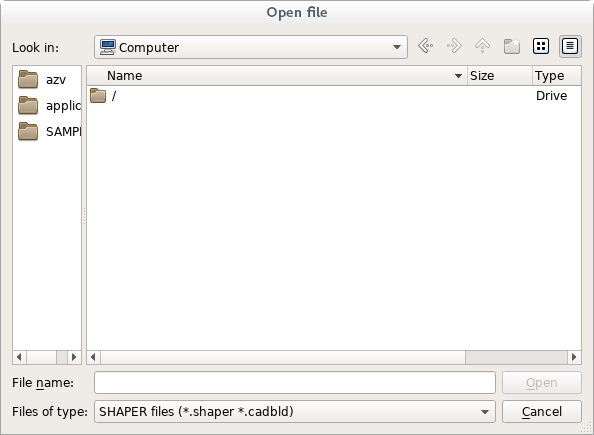 Open file
Look in: Computer
azv
applic
SAMPI
Name Size Type
/ Drive
File name: Open
Files of type: SHAPER files (*.shaper *.cadbld) Cancel